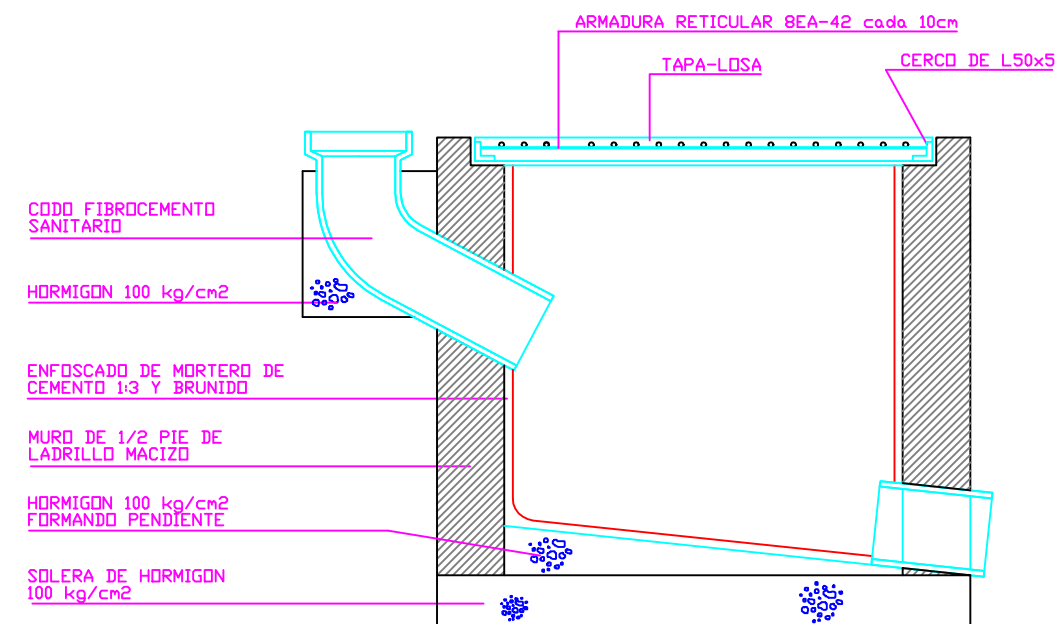 ARMADURA RETICULAR 8EA-42 cada 10cm
TAPA-LOSA
CERCO DE L50x5
CODO FIBROCEMENTO
SANITARIO
HORMIGON 100 kg/cm2
ENFOSCADO DE MORTERO DE
CEMENTO 1:3 Y BRUNIDO
MURO DE 1/2 PIE DE
LADRILLO MACIZO
HORMIGON 100 kg/cm2
FORMANDO PENDIENTE
SOLERA DE HORMIGON
100 kg/cm2